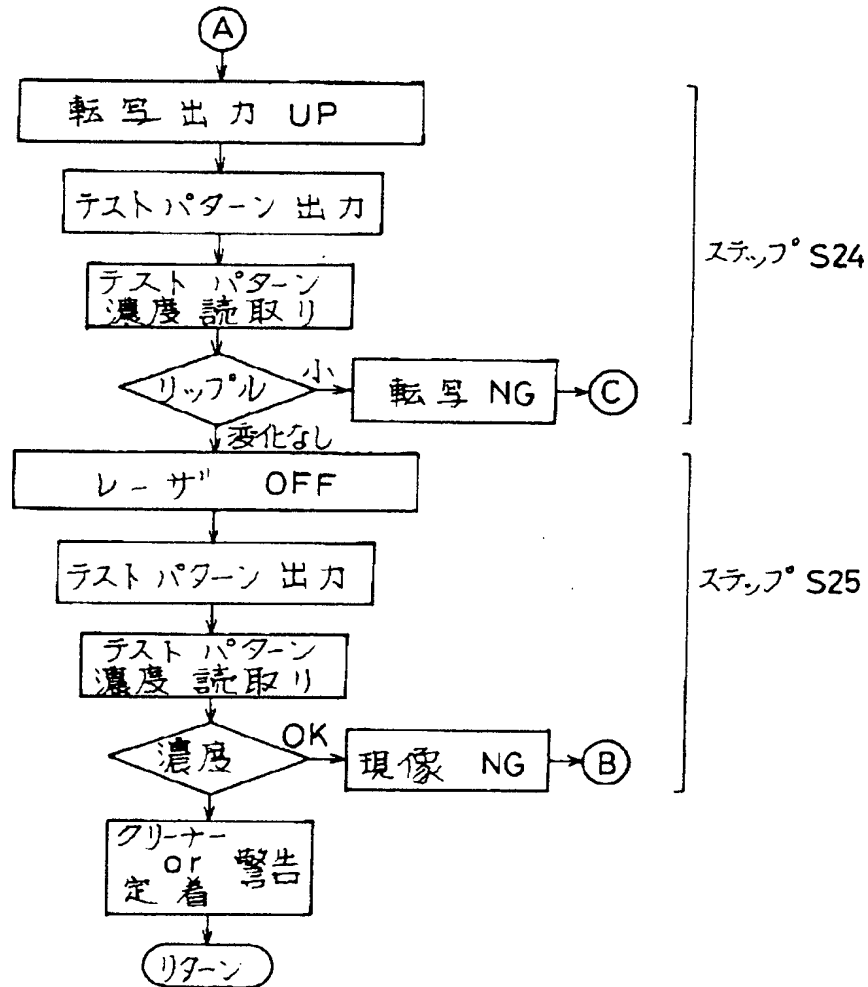 A
転写出力 UP
テストパターン 出力
テスト パターン
濃度 読取り
リップル
小
転写 NG
C
変化なし
ステップ S24
レーザ OFF
テスト パターン 出力
テスト パターン
濃度 読取り
濃度
OK
現像 NG
B
ステップ S25
クリーナー
or 警告
定着
リターン